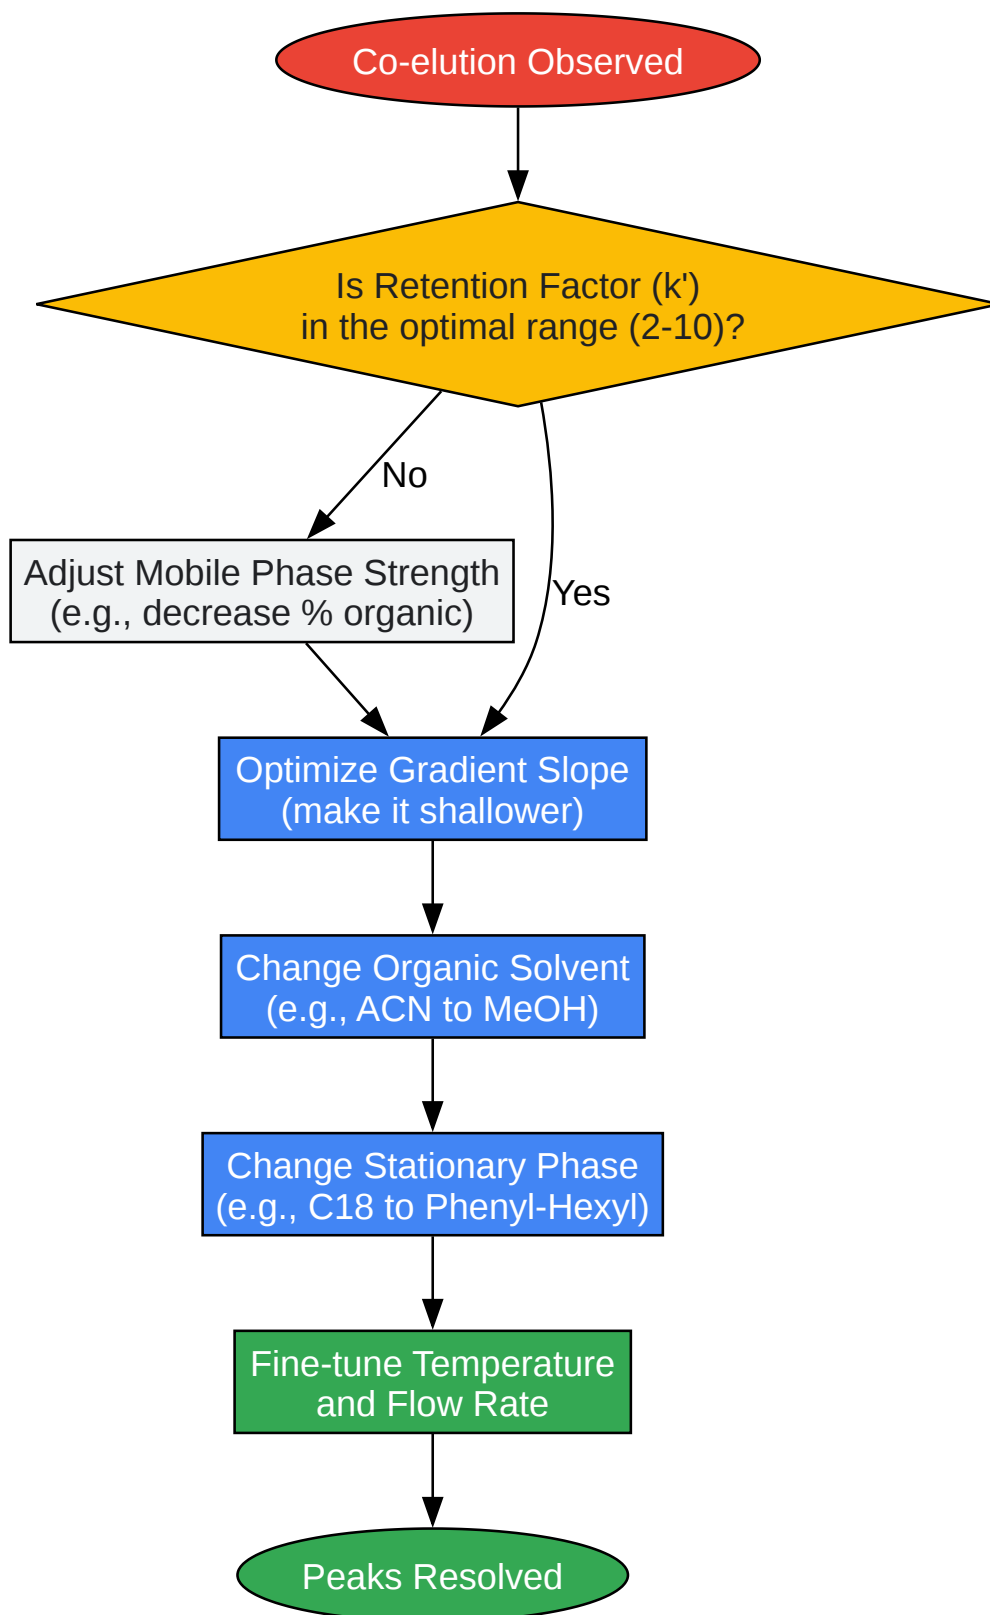 Co-elution Observed
Is Retention Factor (k')
in the optimal range (2-10)?
No
Adjust Mobile Phase Strength
(e.g., decrease % organic)
Yes
Optimize Gradient Slope
(make it shallower)
Change Organic Solvent
(e.g., ACN to MeOH)
Change Stationary Phase
(e.g., C18 to Phenyl-Hexyl)
Fine-tune Temperature
and Flow Rate
Peaks Resolved